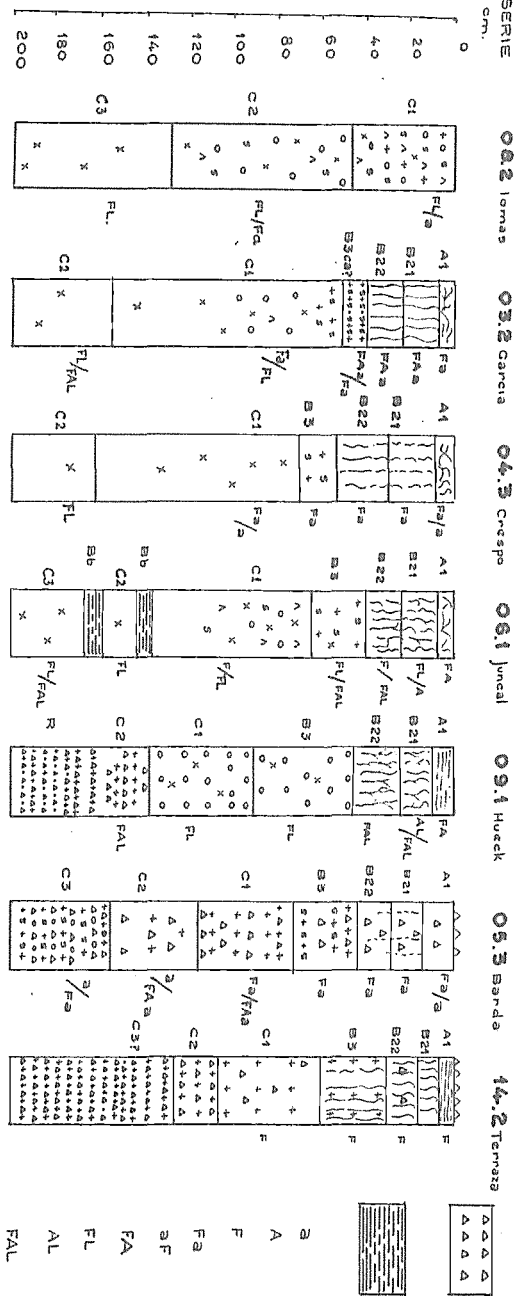 SERIE
cm.
0
20
40
60
80
100
120
140
160
180
200
08.2 lomas
C1
C2
C3
FL/a
FL/Fa
FL.
03.2 Garcia
A1
B21
B22
B3ca?
C1
C2
Fa
FAa
FAa
FAa/Fa
Fa/FL
FL/FAL
04.3 Crespo
A1
B21
B22
B3
C1
C2
Fa/a
Fa
Fa
Fa
Fa/a
FL
06.1 juncal
A1
B21
B22
B3
C1
Bb
C2
Bb
C3
FA
FL/A
F/FAL
FL/FAL
F/FL
FL
FL/FAL
09.1 Hueck
A1
B21
B22
B3
C1
C2
R
FA
AL/FAL
FAL
FL
FL
FAL
05.3 Barda
A1
B21
B22
B3
C1
C2
C3
Fa/a
Fa
Fa
Fa
Fa/FAa
a/FAa
a/Fa
14.2 Terraza
A1
B21
B22
B3
C1
C2
C3?
F
F
F
F
a
A
F
Fa
aF
FA
FL
AL
FAL